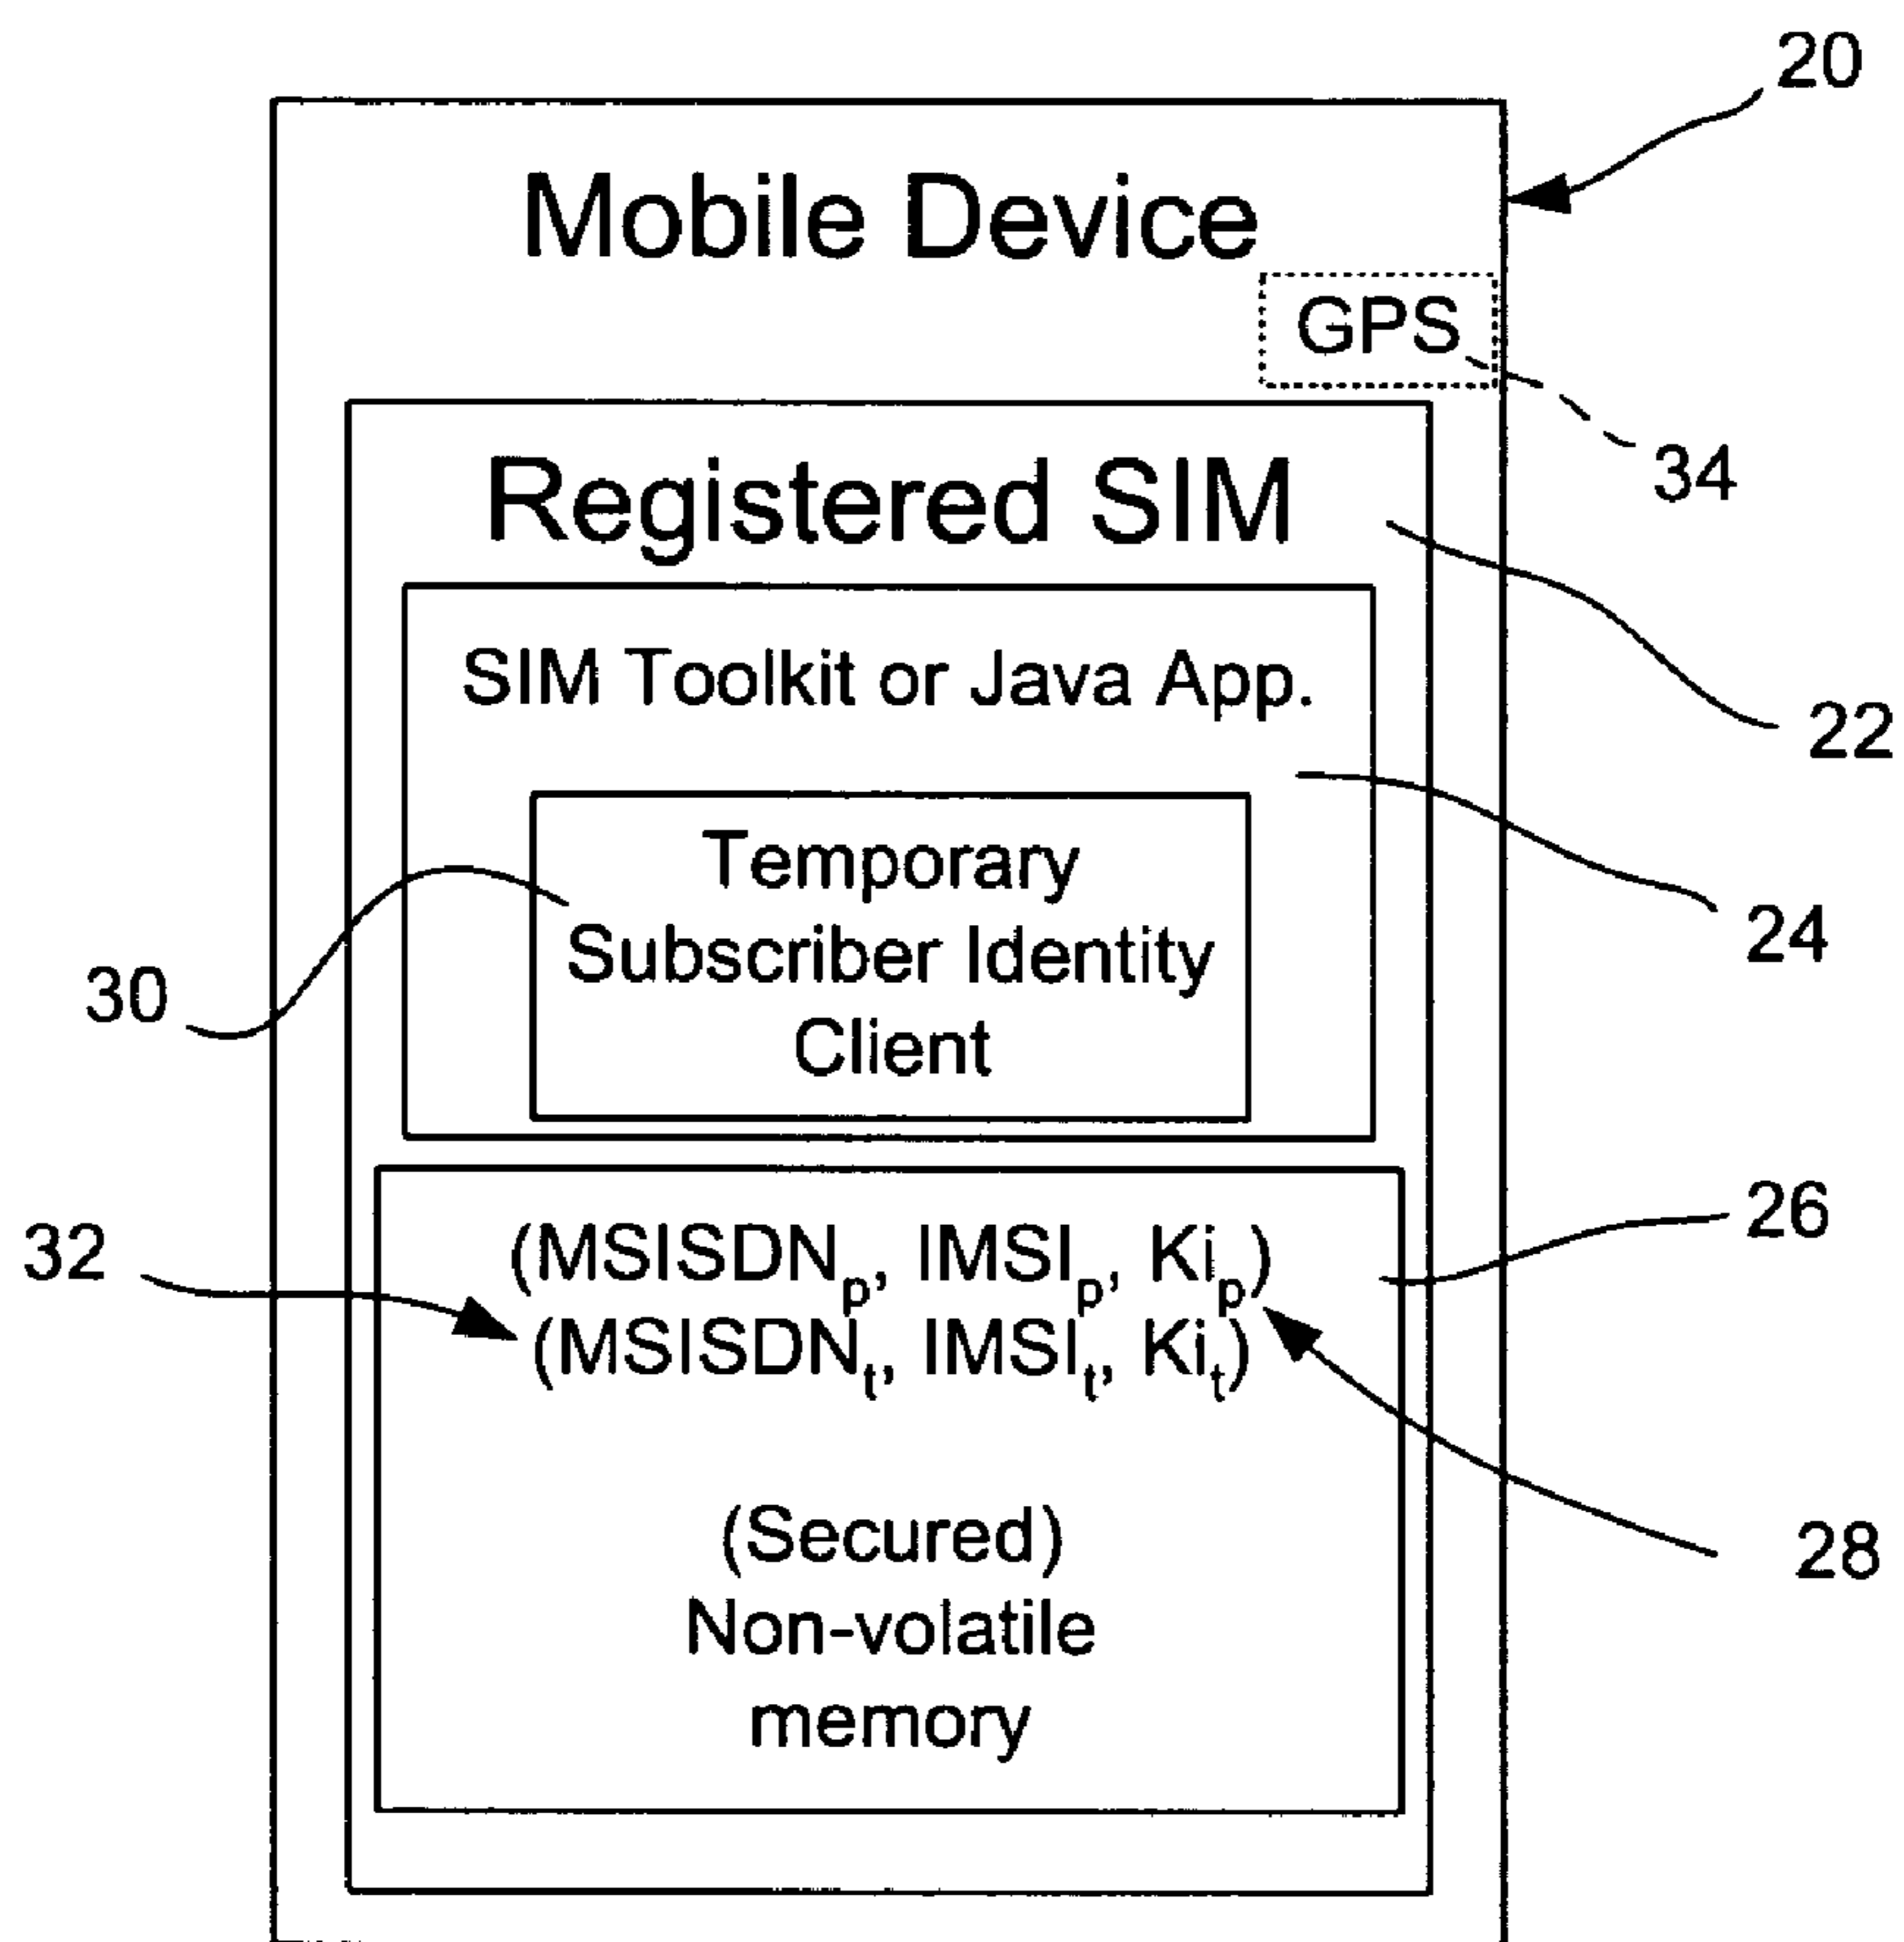 20
Mobile Device
GPS
34
Registered SIM
22
SIM Toolkit or Java App.
24
Temporary
Subscriber Identity
Client
30
26
32
(MSISDNp, IMSIp, Kip)
(MSISDNt, IMSIt, Kit)
28
(Secured)
Non-volatile
memory